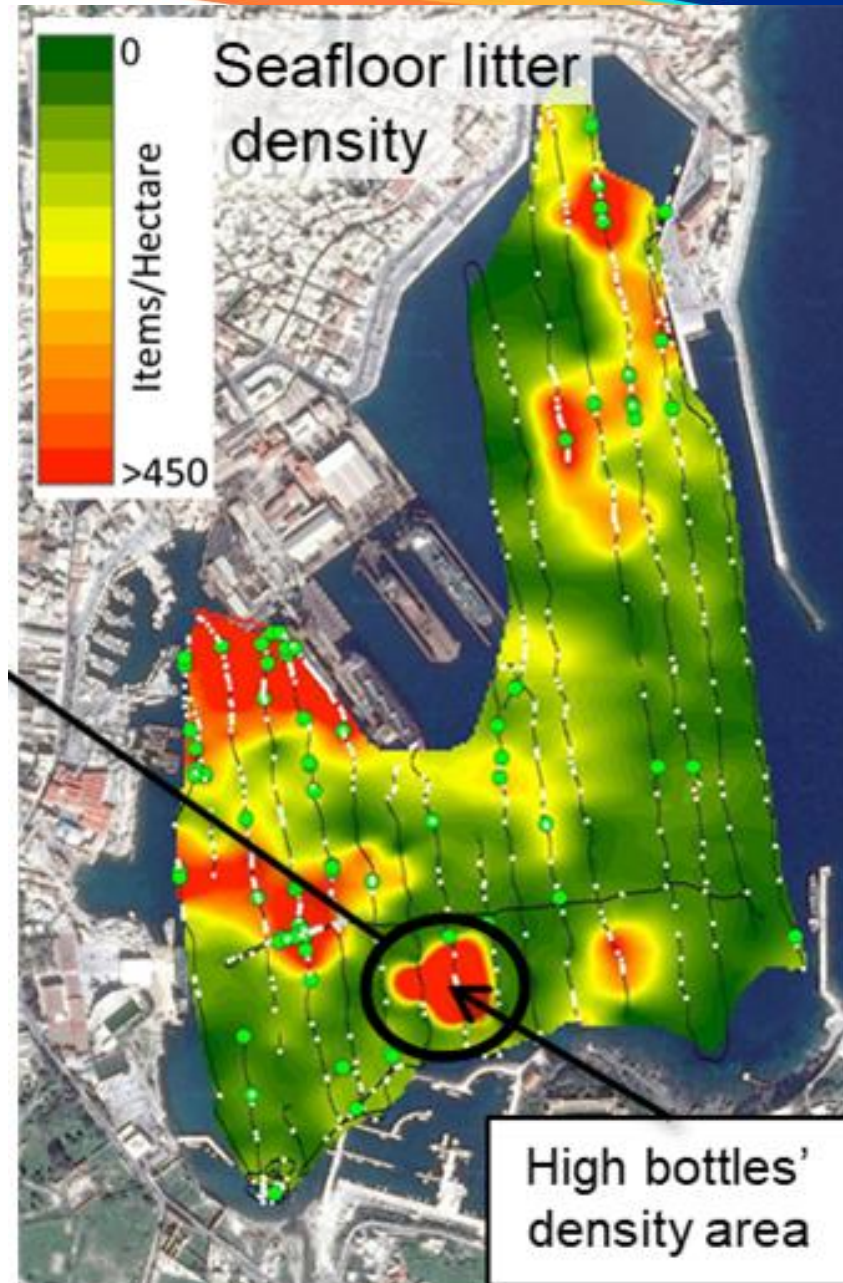 0
Seafloor litter
density
Items/Hectare
>450
High bottles’
density area